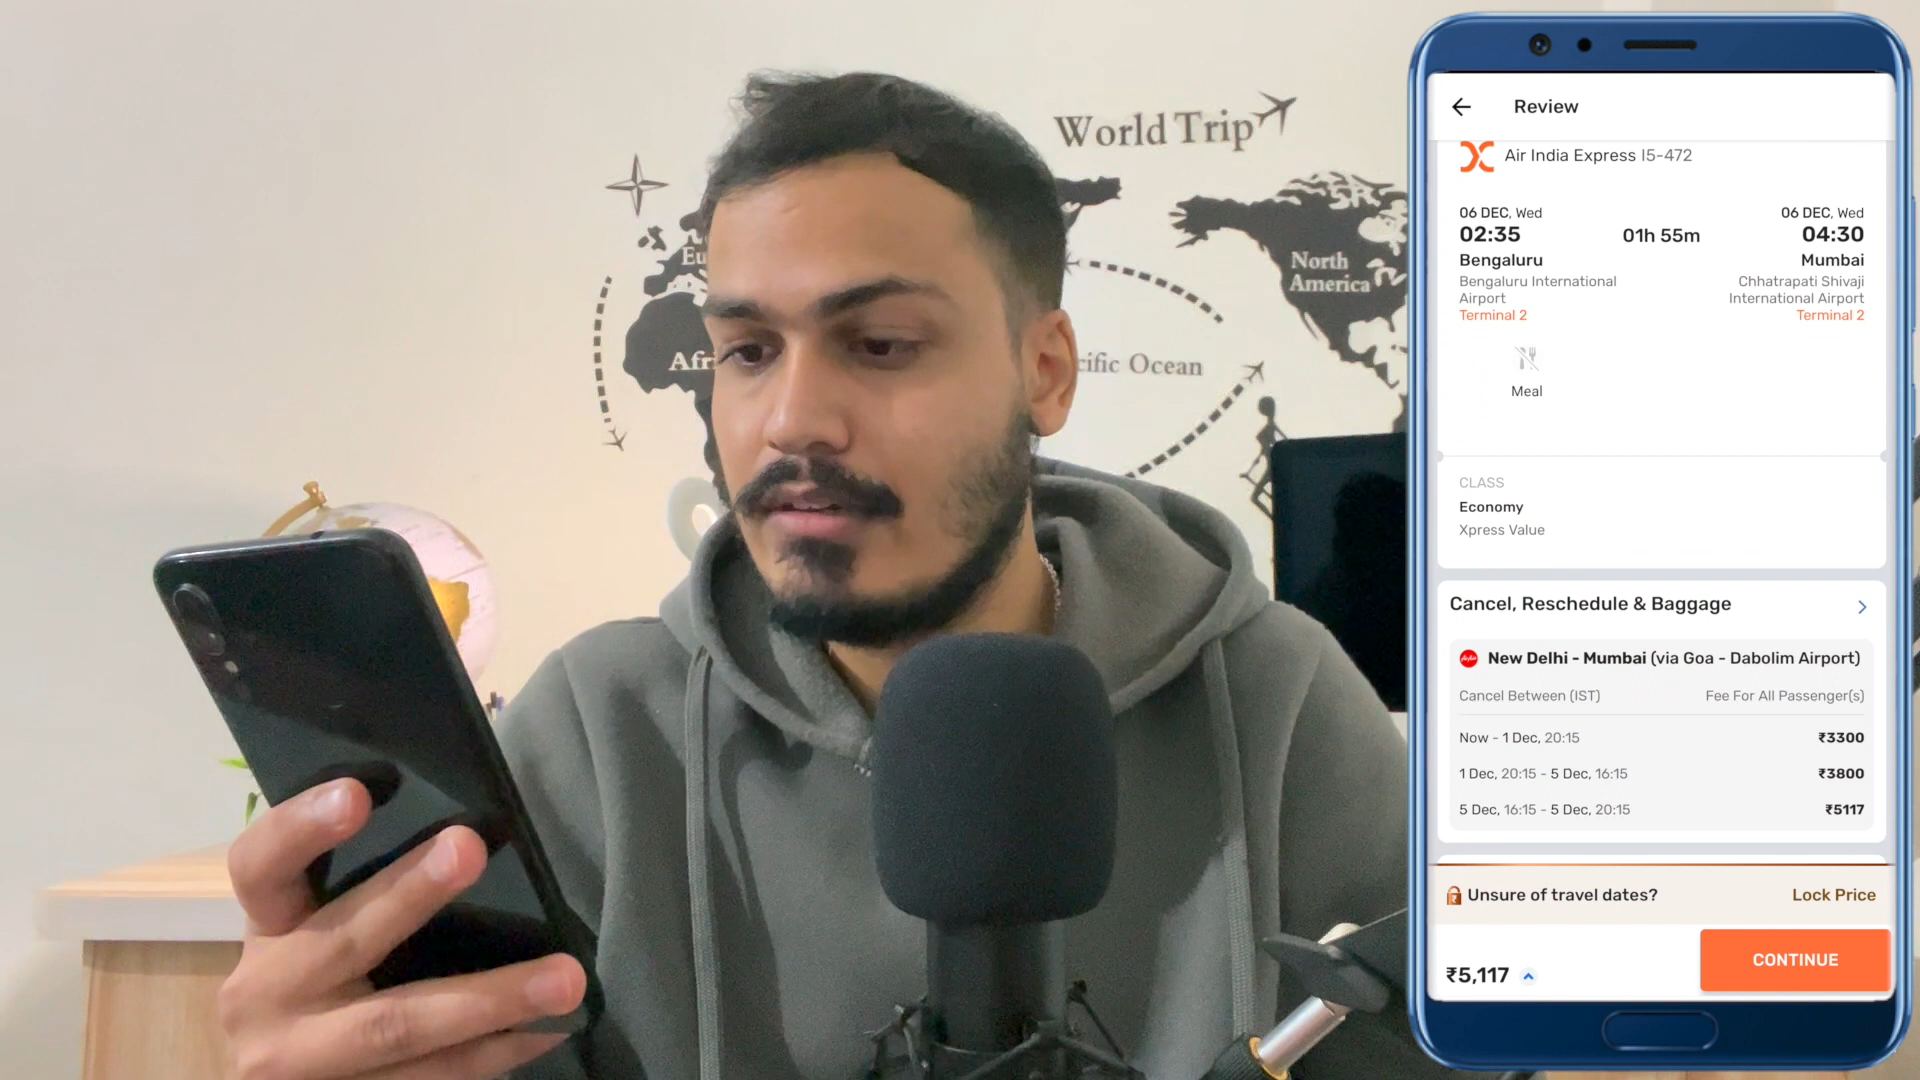 World Trip
Eu
North
America
Afri
cific Ocean
Review
Air India Express I5-472
06 DEC, Wed
02:35
Bengaluru
Bengaluru International
Airport
Terminal 2
01h 55m
06 DEC, Wed
04:30
Mumbai
Chhatrapati Shivaji
International Airport
Terminal 2
Meal
CLASS
Economy
Xpress Value
Cancel, Reschedule & Baggage
New Delhi - Mumbai (via Goa - Dabolim Airport)
Cancel Between (IST) Fee For All Passenger(s)
Now - 1 Dec, 20:15 ₹3300
1 Dec, 20:15 - 5 Dec, 16:15 ₹3800
5 Dec, 16:15 - 5 Dec, 20:15 ₹5117
Unsure of travel dates? Lock Price
₹5,117 CONTINUE